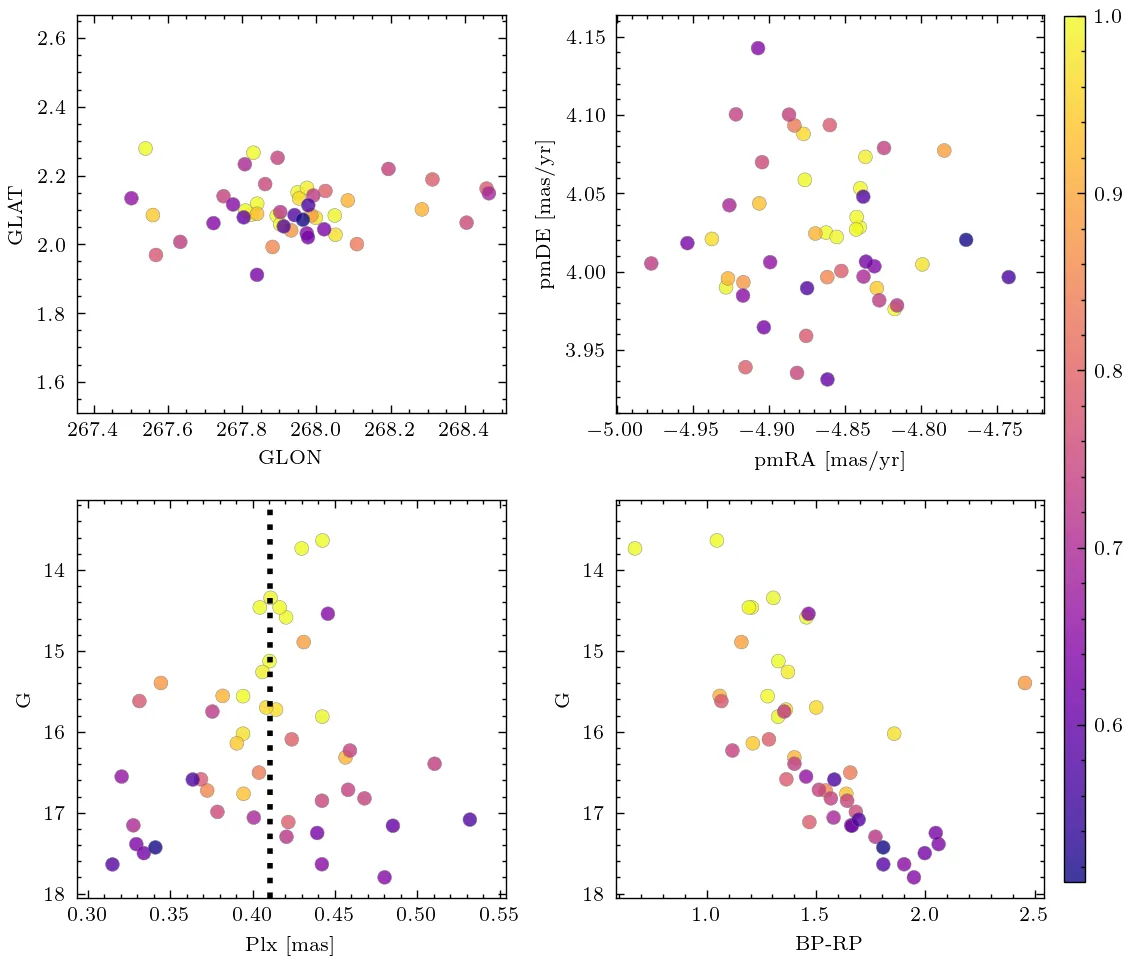 2.6
2.4
2.2
2.0
1.8
1.6
GLAT
267.4 267.6 267.8 268.0 268.2 268.4
GLON
4.15
4.10
4.05
4.00
3.95
pmDE [mas/yr]
−5.00 −4.95 −4.90 −4.85 −4.80 −4.75
pmRA [mas/yr]
14
15
16
17
18
G
0.30 0.35 0.40 0.45 0.50 0.55
Plx [mas]
14
15
16
17
18
G
1.0 1.5 2.0 2.5
BP-RP
1.0
0.9
0.8
0.7
0.6